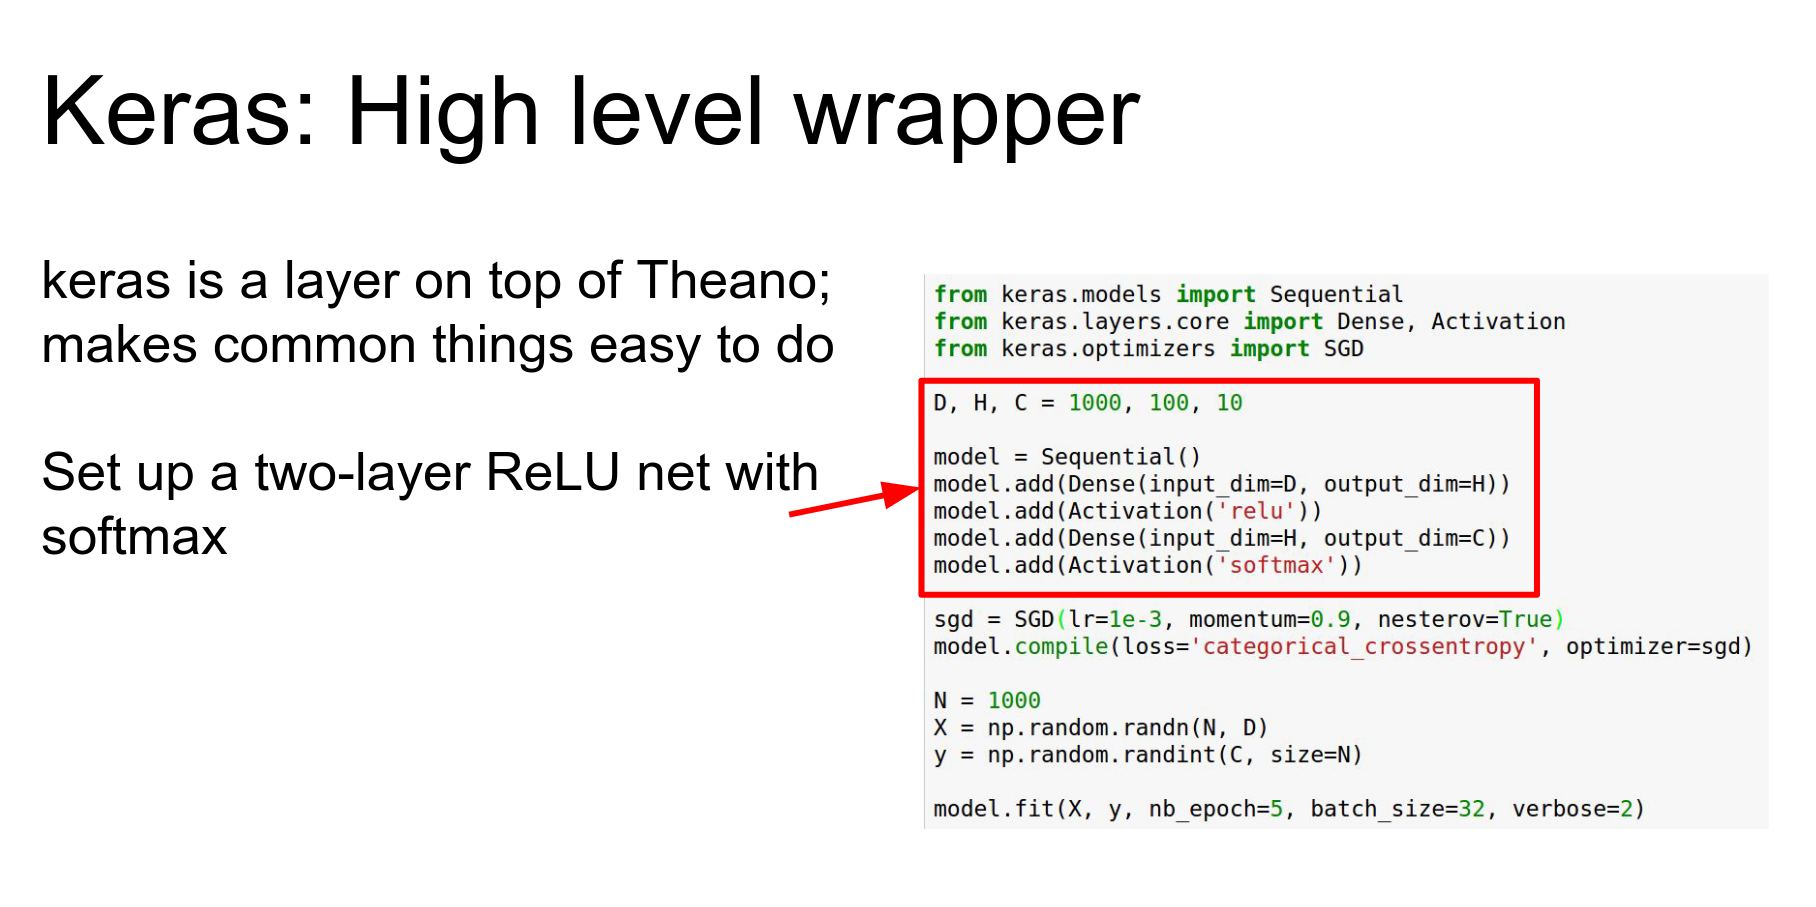 Keras: High level wrapper
keras is a layer on top of Theano;
makes common things easy to do
Set up a two-layer ReLU net with
softmax
from keras.models import Sequential
from keras.layers.core import Dense, Activation
from keras.optimizers import SGD
D, H, C = 1000, 100, 10
model = Sequential()
model.add(Dense(input_dim=D, output_dim=H))
model.add(Activation('relu'))
model.add(Dense(input_dim=H, output_dim=C))
model.add(Activation('softmax'))
sgd = SGD(lr=1e-3, momentum=0.9, nesterov=True)
model.compile(loss='categorical_crossentropy', optimizer=sgd)
N = 1000
X = np.random.randn(N, D)
y = np.random.randint(C, size=N)
model.fit(X, y, nb_epoch=5, batch_size=32, verbose=2)